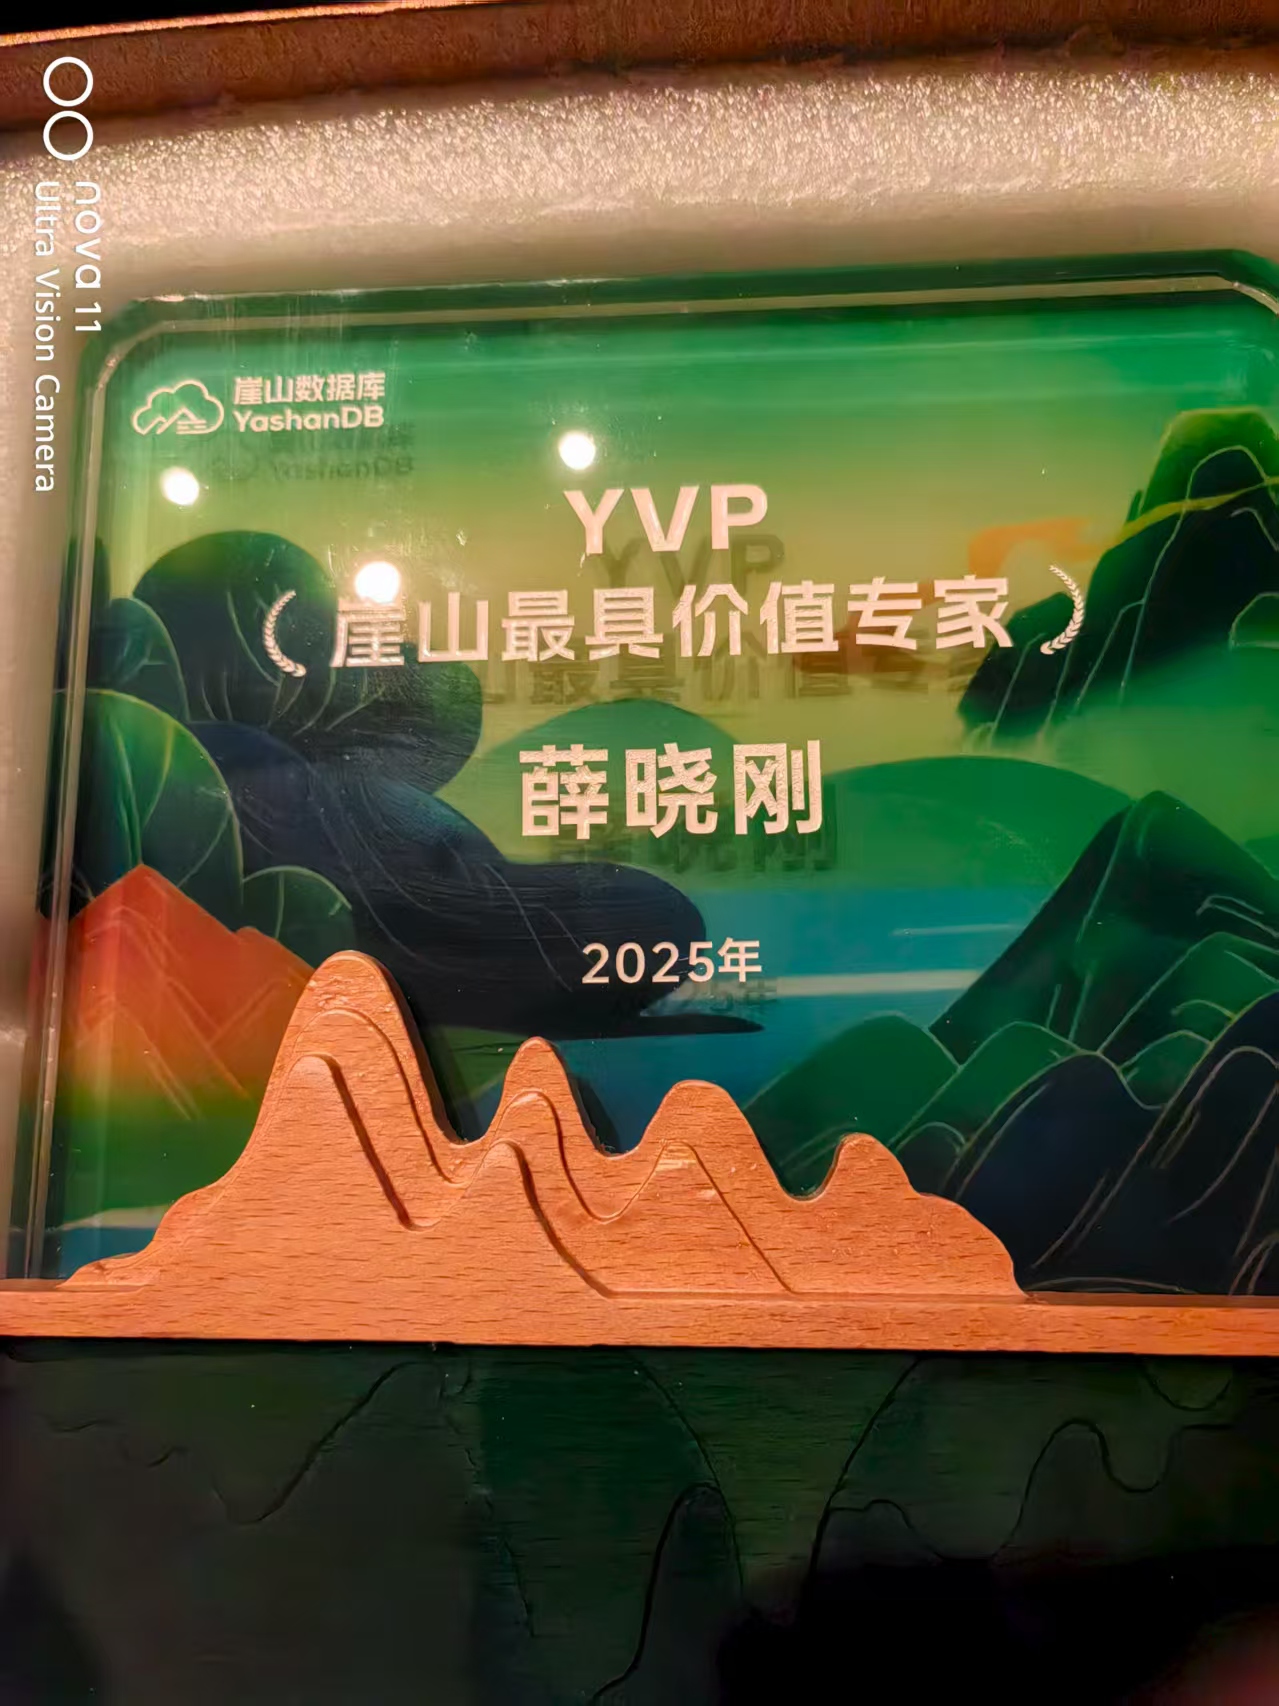 nova 11
Ultra Vision Camera
崖山数据库
YashanDB
YVP
崖山最具价值专家
薛晓刚
2025年